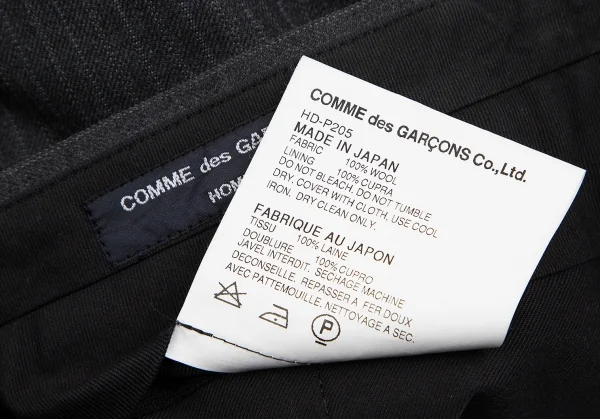 COMME des GA
HOM
COMME des GARÇONS Co.,Ltd.
HD-P205
MADE IN JAPAN
FABRIC 100% WOOL
LINING 100% CUPRA
DO NOT BLEACH. DO NOT TUMBLE
DRY. COVER WITH CLOTH. USE COOL
IRON. DRY CLEAN ONLY.
FABRIQUE AU JAPON
TISSU 100% LAINE
DOUBLURE 100% CUPRO
JAVEL INTERDIT. SECHAGE MACHINE
DECONSEILLE. REPASSER A FER DOUX
AVEC PATTEMOUILLE. NETTOYAGE A SEC.
P